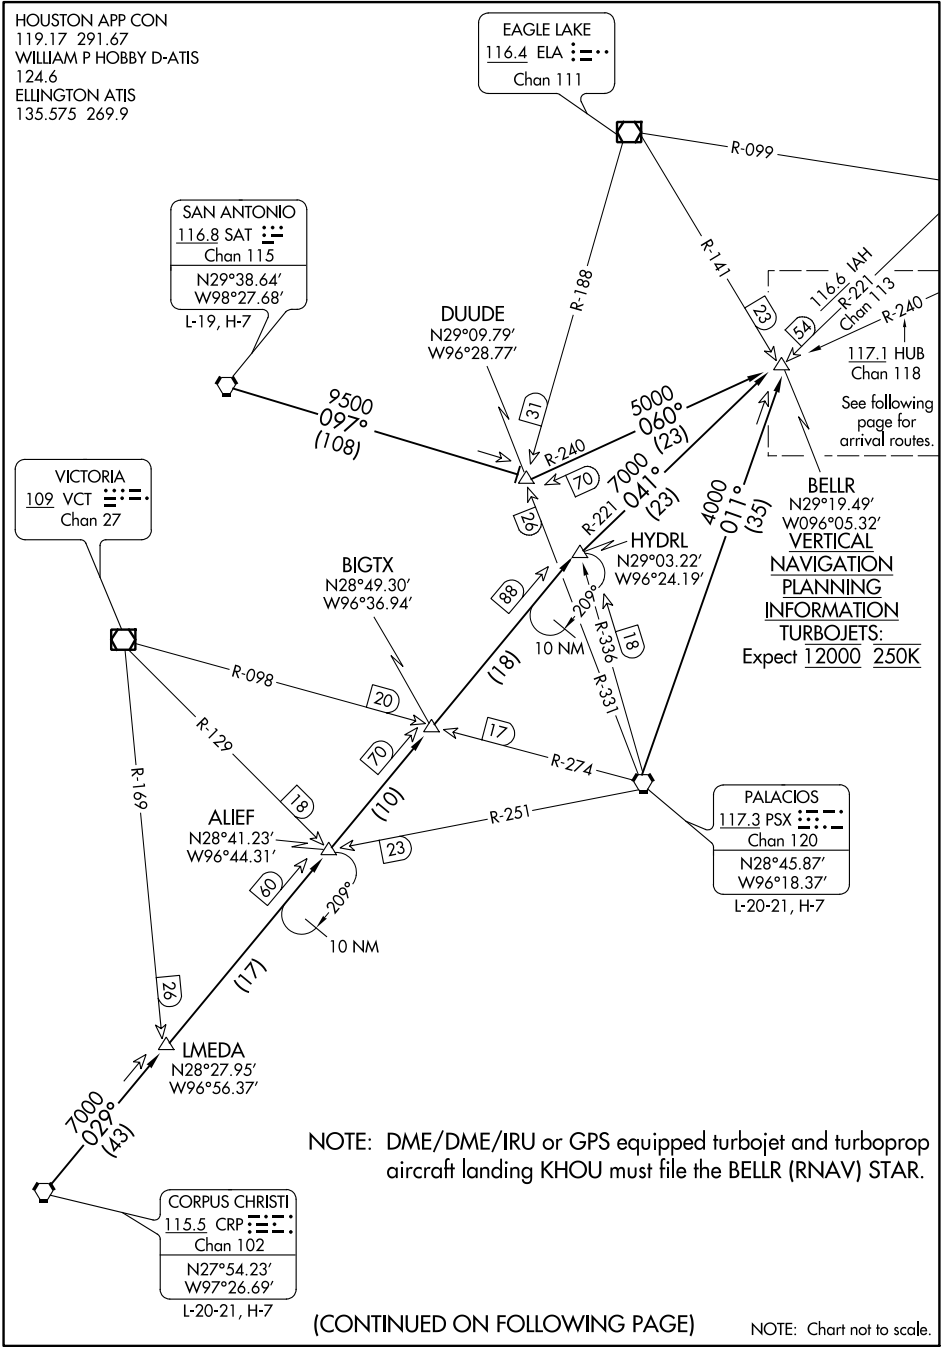 HOUSTON APP CON
119.17 291.67
WILLIAM P HOBBY D-ATIS
124.6
ELLINGTON ATIS
135.575 269.9
EAGLE LAKE
116.4 ELA
Chan 111
R-099
SAN ANTONIO
116.8 SAT
Chan 115
N29°38.64′
W98°27.68′
L-19, H-7
R-188
R-141
23
54
116.6 IAH
R-221
Chan 113
R-240
117.1 HUB
Chan 118
See following
page for
arrival routes.
DUUDE
N29°09.79′
W96°28.77′
9500
097°
(108)
31
R-240
70
5000
060°
(23)
7000
041°
(23)
R-221
4000
011°
(35)
BELLR
N29°19.49′
W096°05.32′
VERTICAL
NAVIGATION
PLANNING
INFORMATION
TURBOJETS:
Expect 12000 250K
VICTORIA
109 VCT
Chan 27
26
HYDRL
N29°03.22′
W96°24.19′
BIGTX
N28°49.30′
W96°36.94′
88
209°
10 NM
18
R-336
R-331
(18)
R-098
20
R-129
R-169
70
17
R-274
(10)
18
ALIEF
N28°41.23′
W96°44.31′
R-251
23
60
209°
10 NM
PALACIOS
117.3 PSX
Chan 120
N28°45.87′
W96°18.37′
L-20-21, H-7
(17)
26
LMEDA
N28°27.95′
W96°56.37′
7000
029°
(43)
NOTE: DME/DME/IRU or GPS equipped turbojet and turboprop
aircraft landing KHOU must file the BELLR (RNAV) STAR.
CORPUS CHRISTI
115.5 CRP
Chan 102
N27°54.23′
W97°26.69′
L-20-21, H-7
(CONTINUED ON FOLLOWING PAGE)
NOTE: Chart not to scale.